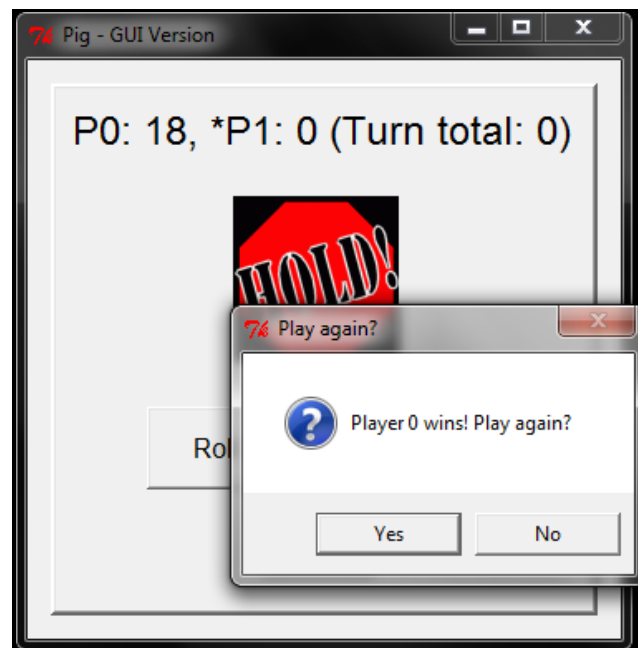 Pig - GUI Version
P0: 18, *P1: 0 (Turn total: 0)
HOLD!
Play again?
Player 0 wins! Play again?
Yes
No